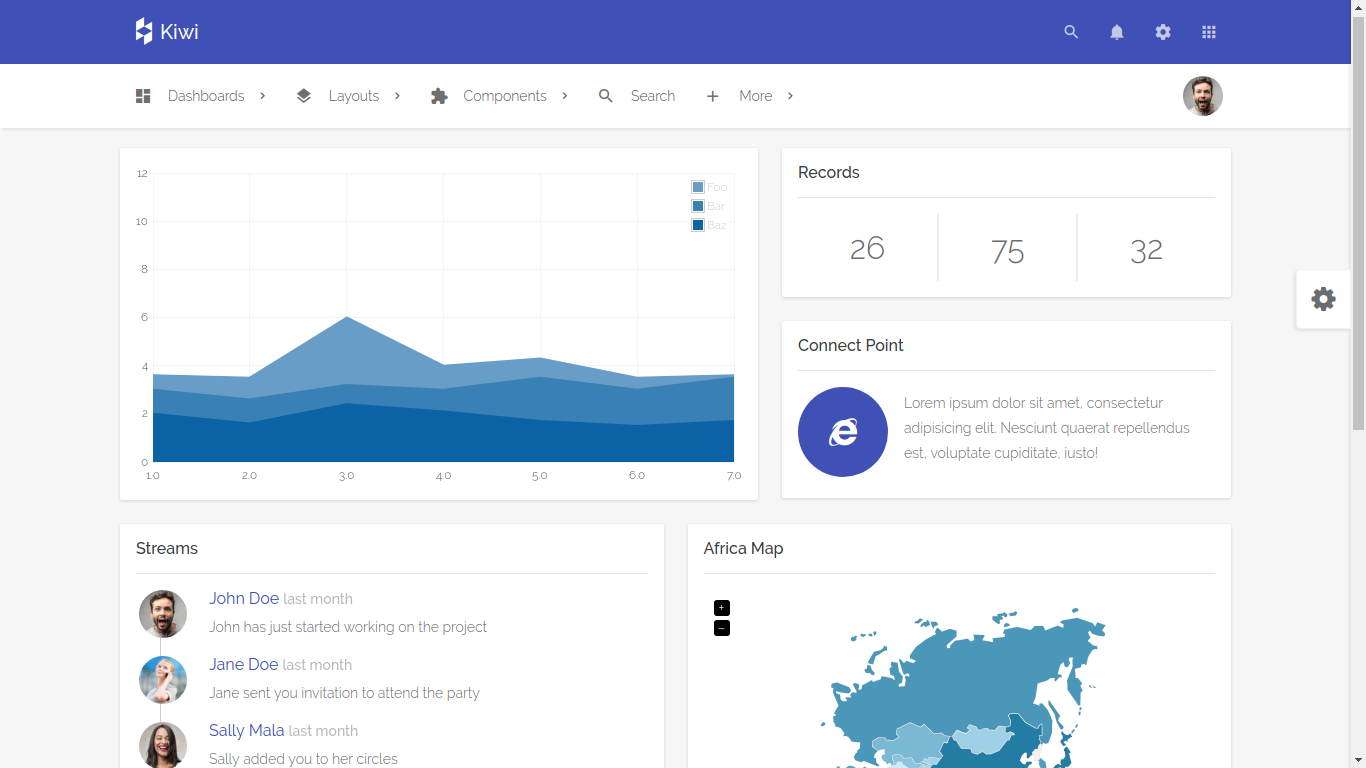 Kiwi
Dashboards
Layouts
Components
Search
More
12
10
8
6
4
2
0
1.0
2.0
3.0
4.0
5.0
6.0
7.0
Foo
Bar
Baz
Records
26
75
32
Connect Point
Lorem ipsum dolor sit amet, consectetur
adipisicing elit. Nesciunt quaerat repellendus
est, voluptate cupiditate, iusto!
Streams
John Doe last month
John has just started working on the project
Jane Doe last month
Jane sent you invitation to attend the party
Sally Mala last month
Sally added you to her circles
Africa Map
+
−